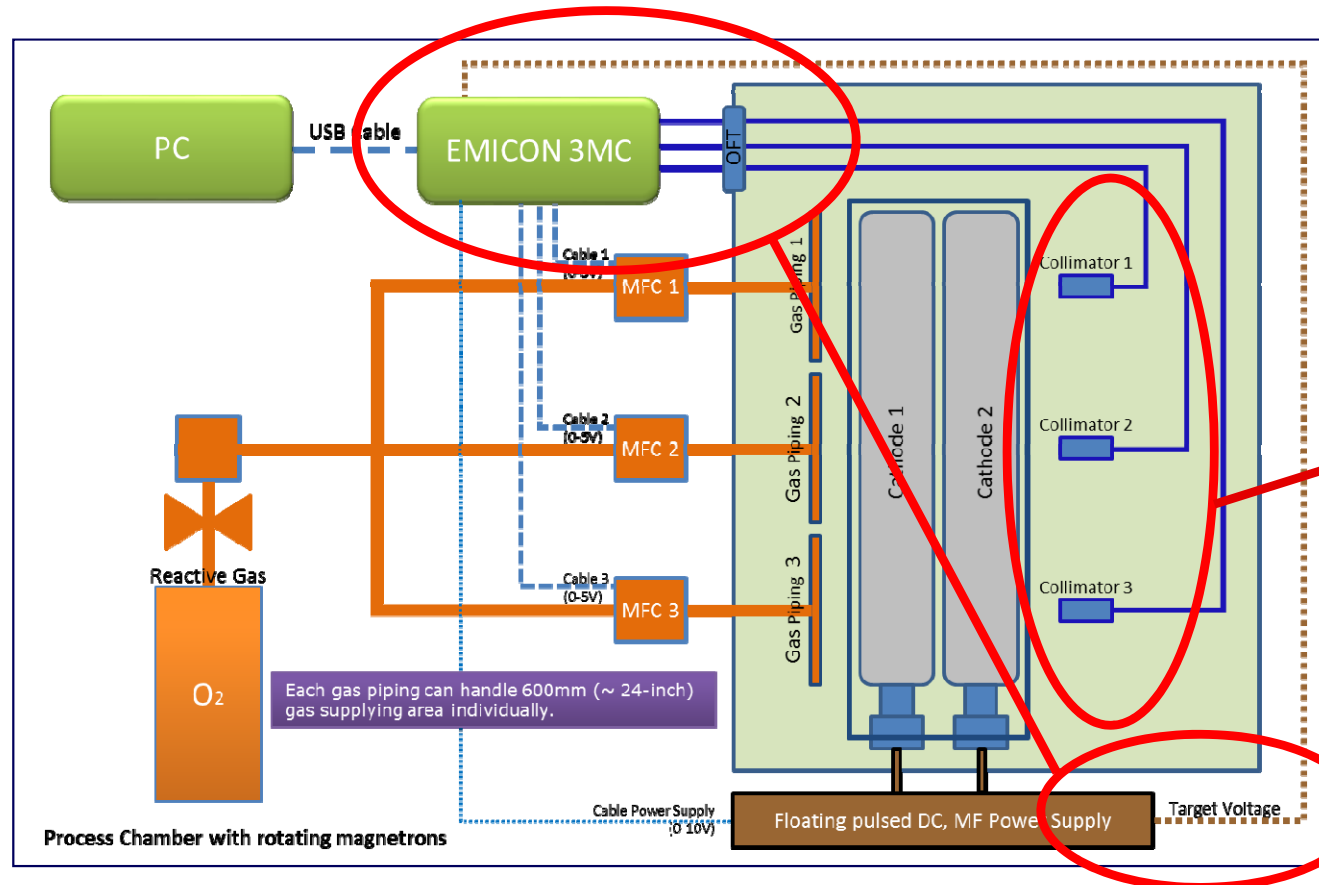 PC
USB cable
EMICON 3MC
OFT
Cable 1
(0-5V)
MFC 1
Gas Piping 1
Collimator 1
Cable 2
(0-5V)
MFC 2
Gas Piping 2
Cathode 1
Cathode 2
Collimator 2
Reactive Gas
Cable 3
(0-5V)
MFC 3
Gas Piping 3
Collimator 3
O2
Each gas piping can handle 600mm (~ 24-inch)
gas supplying area individually.
Cable Power Supply
(0 10V)
Floating pulsed DC, MF Power Supply
Target Voltage
Process Chamber with rotating magnetrons